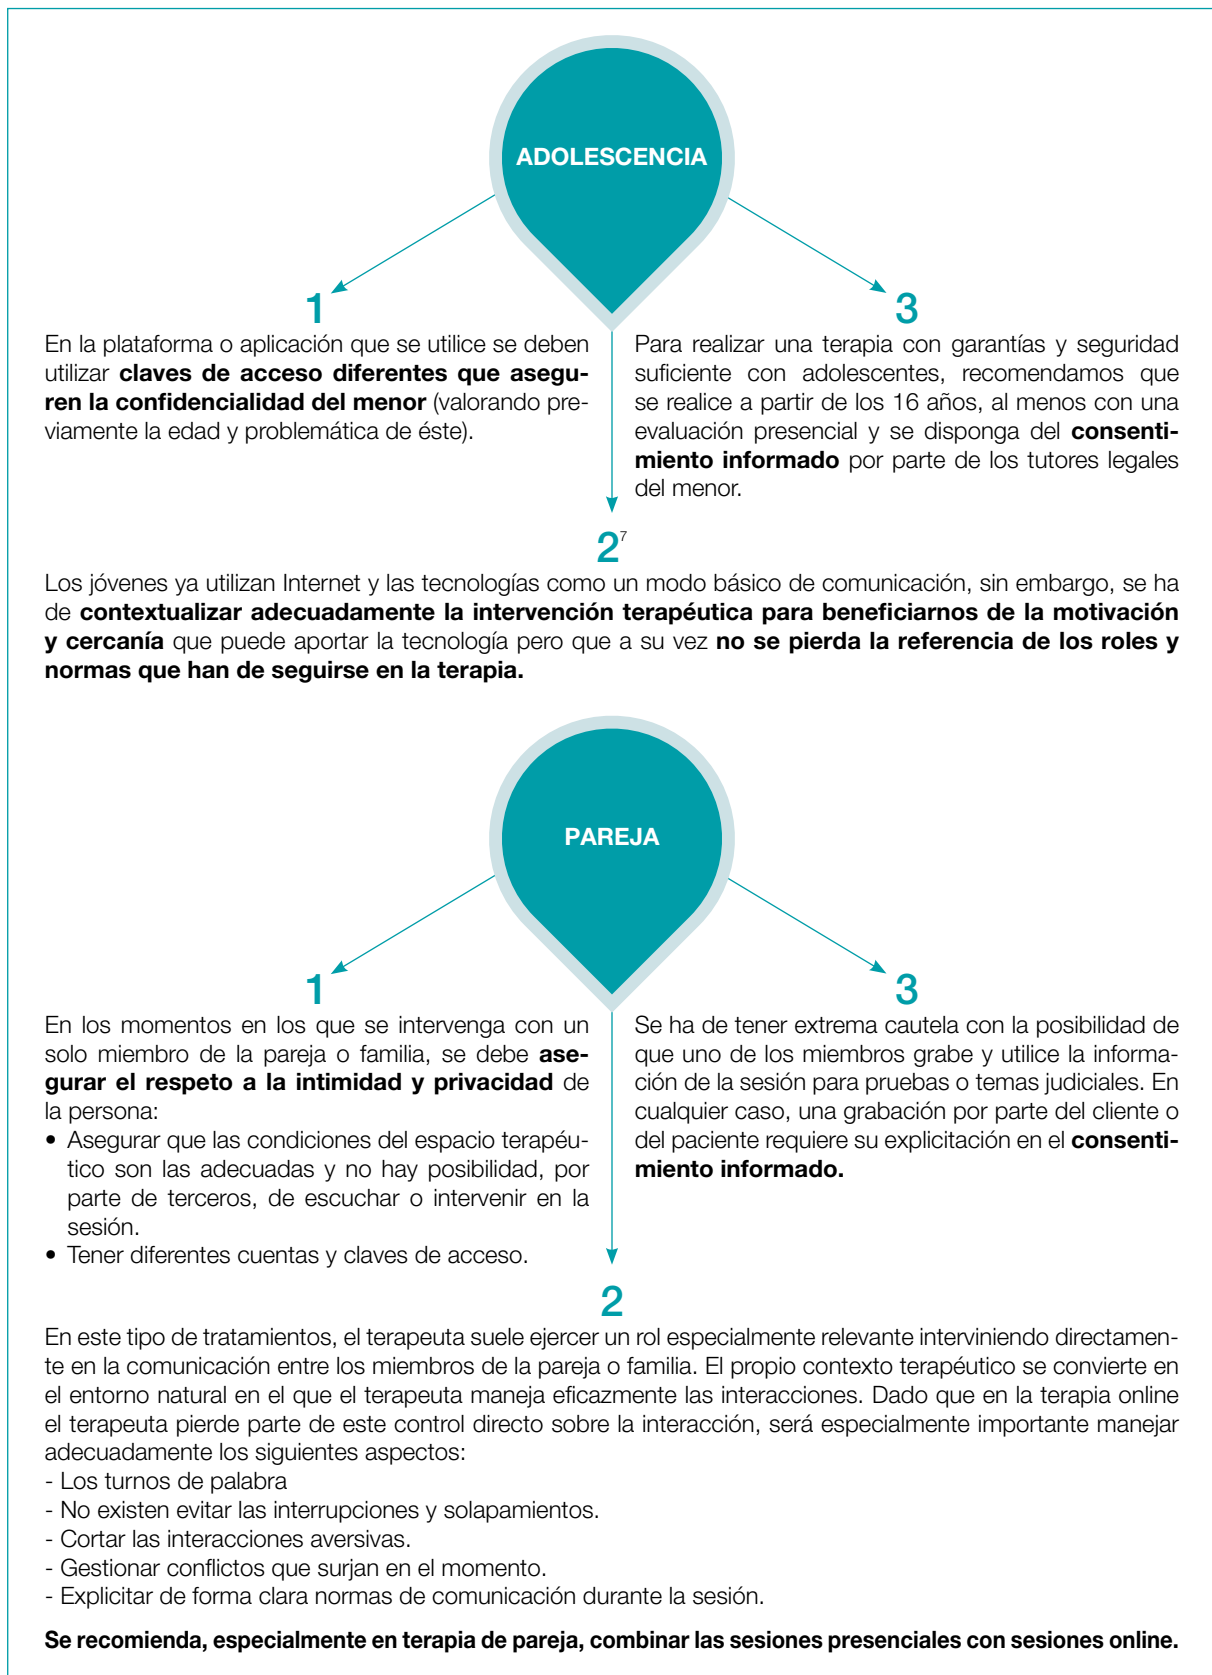 ADOLESCENCIA
1
En la plataforma o aplicación que se utilice se deben
utilizar claves de acceso diferentes que asegu-
ren la confidencialidad del menor (valorando pre-
viamente la edad y problemática de éste).
3
Para realizar una terapia con garantías y seguridad
suficiente con adolescentes, recomendamos que
se realice a partir de los 16 años, al menos con una
evaluación presencial y se disponga del consenti-
miento informado por parte de los tutores legales
del menor.
2⁷
Los jóvenes ya utilizan Internet y las tecnologías como un modo básico de comunicación, sin embargo, se ha
de contextualizar adecuadamente la intervención terapéutica para beneficiarnos de la motivación
y cercanía que puede aportar la tecnología pero que a su vez no se pierda la referencia de los roles y
normas que han de seguirse en la terapia.
PAREJA
1
En los momentos en los que se intervenga con un
solo miembro de la pareja o familia, se debe ase-
gurar el respeto a la intimidad y privacidad de
la persona:
• Asegurar que las condiciones del espacio terapéu-
tico son las adecuadas y no hay posibilidad, por
parte de terceros, de escuchar o intervenir en la
sesión.
• Tener diferentes cuentas y claves de acceso.
3
Se ha de tener extrema cautela con la posibilidad de
que uno de los miembros grabe y utilice la informa-
ción de la sesión para pruebas o temas judiciales. En
cualquier caso, una grabación por parte del cliente o
del paciente requiere su explicitación en el consenti-
miento informado.
2
En este tipo de tratamientos, el terapeuta suele ejercer un rol especialmente relevante interviniendo directamen-
te en la comunicación entre los miembros de la pareja o familia. El propio contexto terapéutico se convierte en
el entorno natural en el que el terapeuta maneja eficazmente las interacciones. Dado que en la terapia online
el terapeuta pierde parte de este control directo sobre la interacción, será especialmente importante manejar
adecuadamente los siguientes aspectos:
- Los turnos de palabra
- No existen evitar las interrupciones y solapamientos.
- Cortar las interacciones aversivas.
- Gestionar conflictos que surjan en el momento.
- Explicitar de forma clara normas de comunicación durante la sesión.
Se recomienda, especialmente en terapia de pareja, combinar las sesiones presenciales con sesiones online.